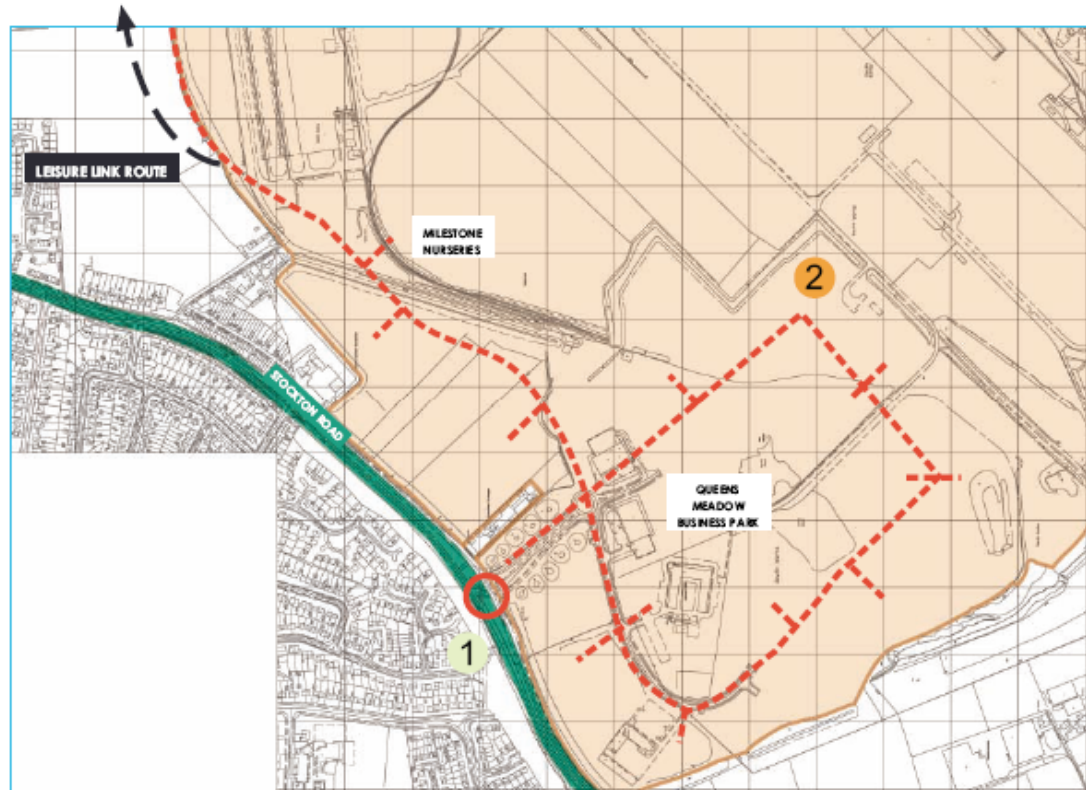 LEISURE LINK ROUTE
MILESTONE
NURSERIES
2
STOCKTON ROAD
QUEENS
MEADOW
BUSINESS PARK
1